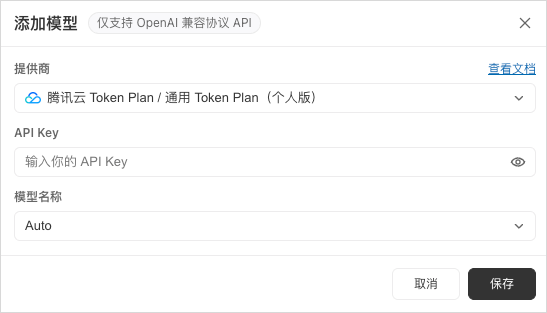 添加模型 仅支持 OpenAI 兼容协议 API
提供商 查看文档
腾讯云 Token Plan / 通用 Token Plan（个人版）
API Key
输入你的 API Key
模型名称
Auto
取消 保存